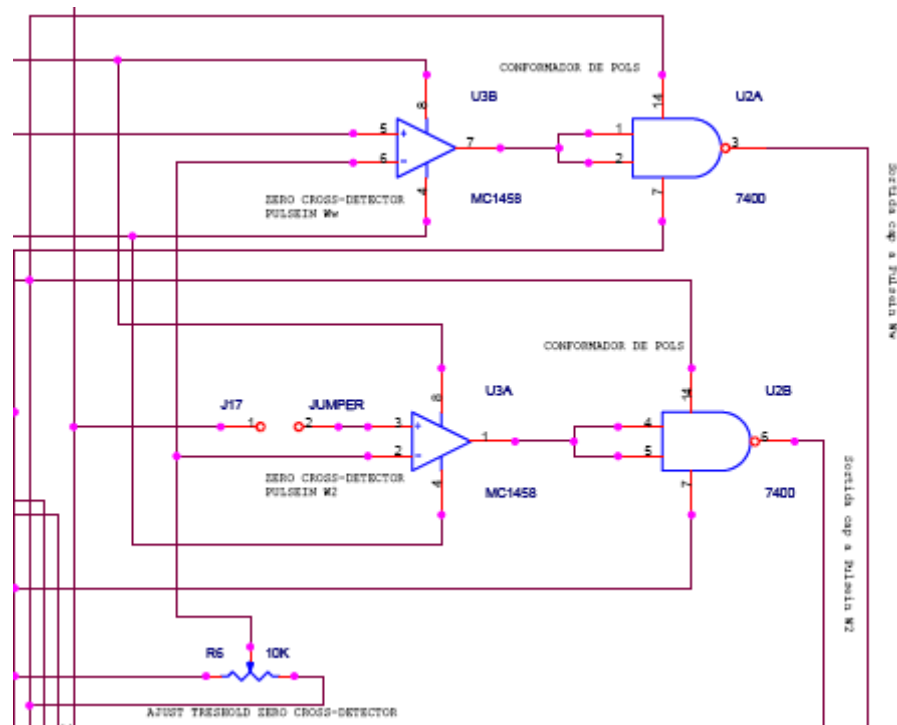 CONFORMADOR DE POLS
8
U3B
14
U2A
5
+
7
1
3
6
-
2
4
MC1458
7
7400
ZERO CROSS-DETECTOR
PULSEIN Ww
Sortida cap a Pulsein Ww
CONFORMADOR DE POLS
8
U3A
14
U2B
J17
1
2
JUMPER
3
+
1
4
6
2
-
5
4
MC1458
7
7400
ZERO CROSS-DETECTOR
PULSEIN W2
Sortida cap a Pulsein W2
R6
10K
AJUST TRESHOLD ZERO CROSS-DETECTOR